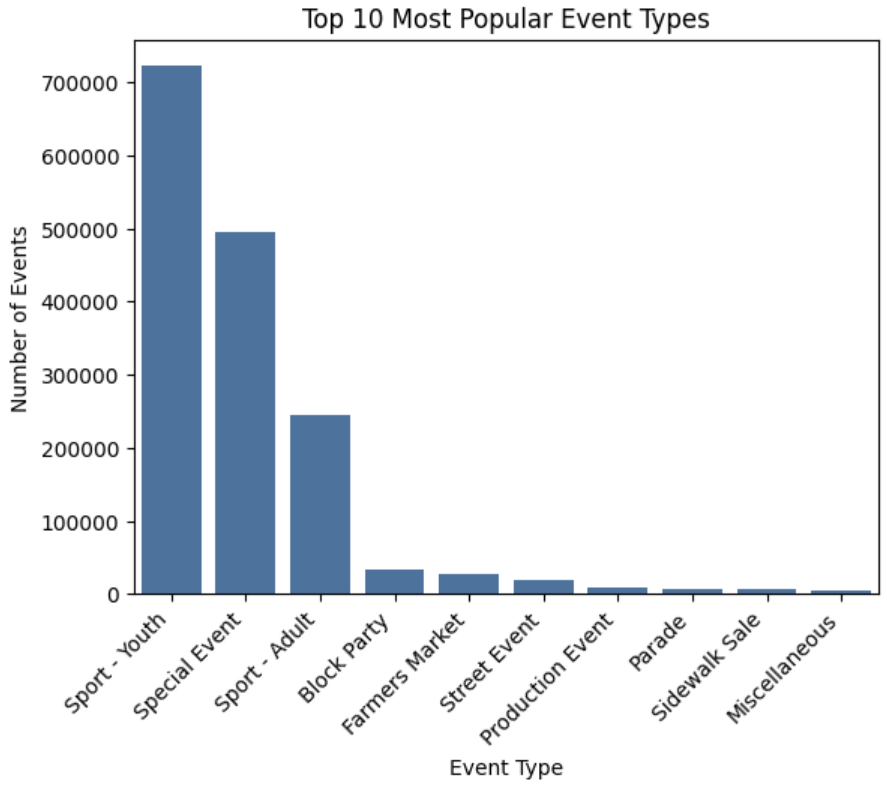 Top 10 Most Popular Event Types
Number of Events
700000
600000
500000
400000
300000
200000
100000
0
Sport - Youth
Special Event
Sport - Adult
Block Party
Farmers Market
Street Event
Production Event
Parade
Sidewalk Sale
Miscellaneous
Event Type